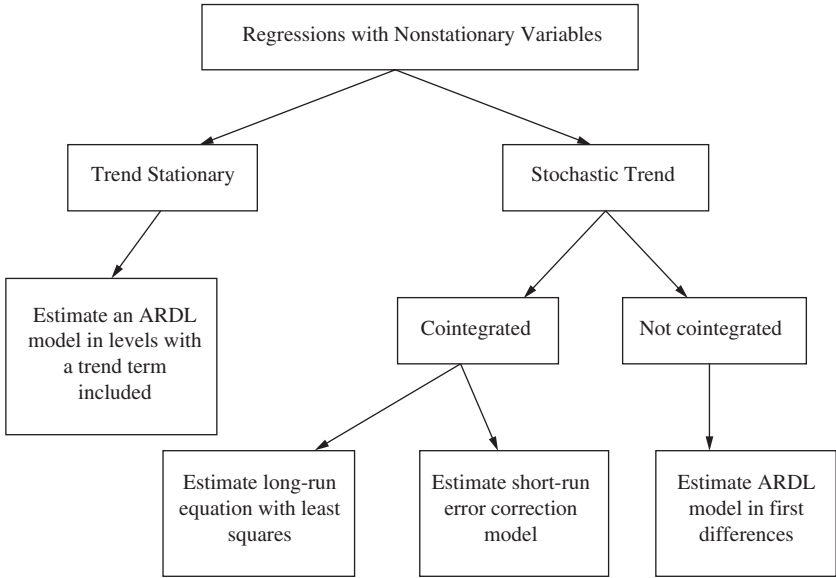 Regressions with Nonstationary Variables
Trend Stationary
Stochastic Trend
Estimate an ARDL
model in levels with
a trend term
included
Cointegrated
Not cointegrated
Estimate long-run
equation with least
squares
Estimate short-run
error correction
model
Estimate ARDL
model in first
differences